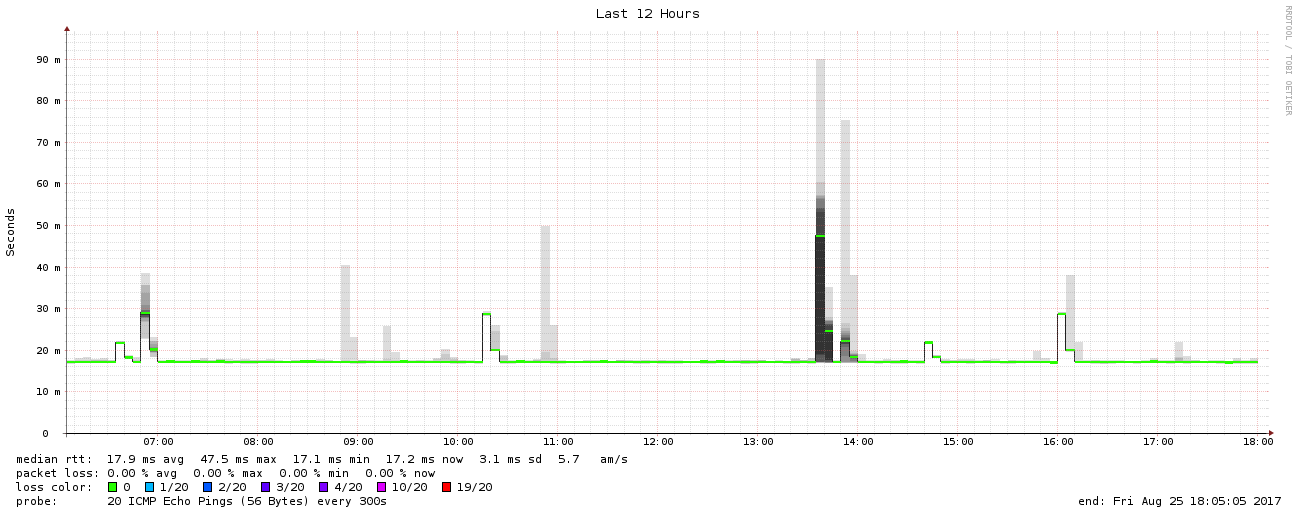 Last 12 Hours
RRDTOOL / TOBI OETIKER
Seconds
90 m
80 m
70 m
60 m
50 m
40 m
30 m
20 m
10 m
0
07:00 08:00 09:00 10:00 11:00 12:00 13:00 14:00 15:00 16:00 17:00 18:00
median rtt: 17.9 ms avg 47.5 ms max 17.1 ms min 17.2 ms now 3.1 ms sd 5.7 am/s
packet loss: 0.00 % avg 0.00 % max 0.00 % min 0.00 % now
loss color: 0 1/20 2/20 3/20 4/20 10/20 19/20
probe: 20 ICMP Echo Pings (56 Bytes) every 300s end: Fri Aug 25 18:05:05 2017